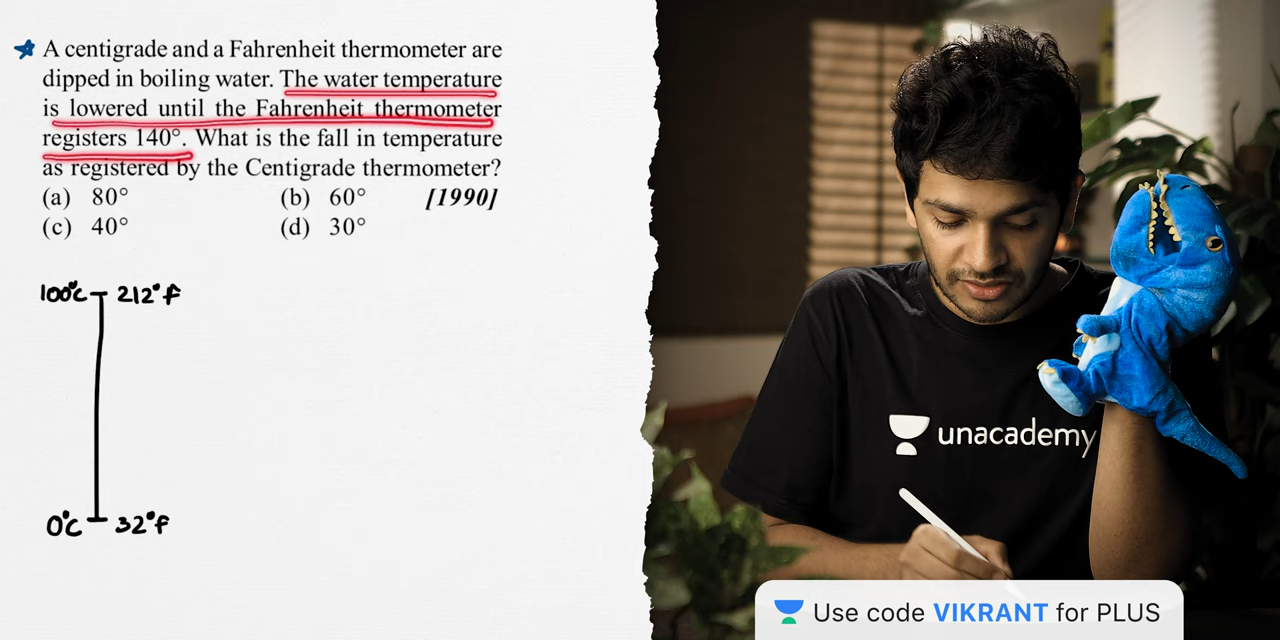 A centigrade and a Fahrenheit thermometer are
dipped in boiling water. The water temperature
is lowered until the Fahrenheit thermometer
registers 140°. What is the fall in temperature
as registered by the Centigrade thermometer?
(a) 80° (b) 60° [1990]
(c) 40° (d) 30°
100°C 212°F
0°C 32°F
unacademy
Use code VIKRANT for PLUS